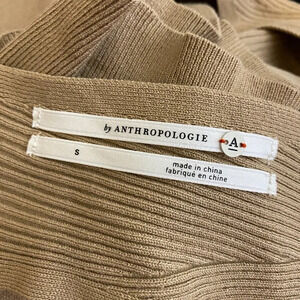 by ANTHROPOLOGIE A
S
made in china
fabriqué en chine